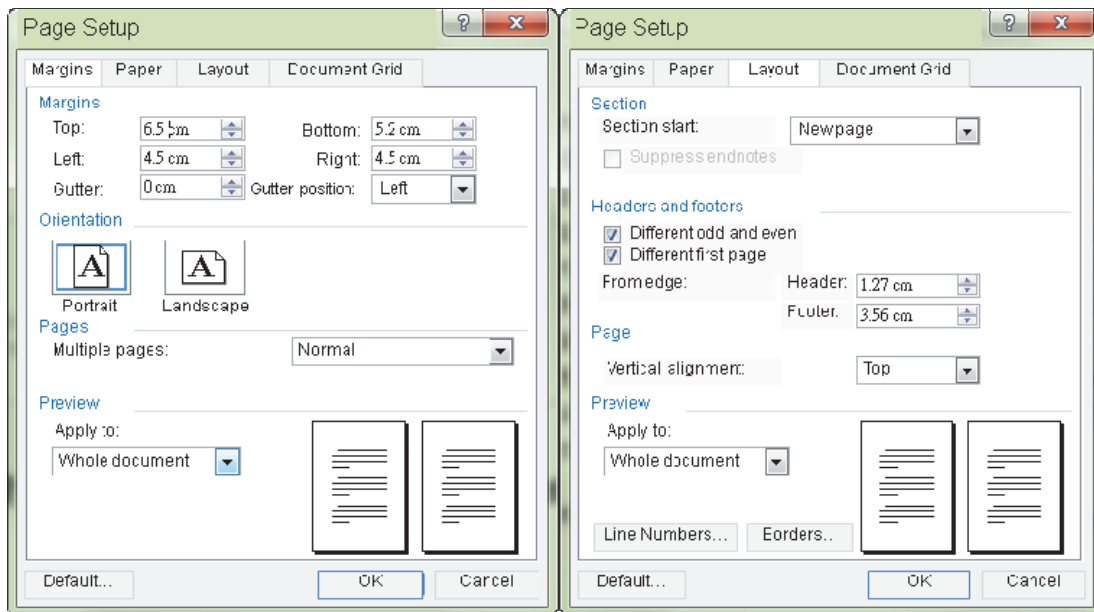 Page Setup
Margins Paper Layout Document Grid
Margins
Top: 6.5 cm Bottom: 5.2 cm
Left: 4.5 cm Right: 4.5 cm
Gutter: 0 cm Gutter position: Left
Orientation
A A
Portrait Landscape
Pages
Multiple pages: Normal
Preview
Apply to:
Whole document
Default... OK Cancel
Page Setup
Margins Paper Layout Document Grid
Section
Section start: Newpage
Suppress endnotes
Headers and footers
Different odd and even
Different first page
From edge: Header: 1.27 cm
Footer: 3.56 cm
Page
Vertical alignment: Top
Preview
Apply to:
Whole document
Line Numbers... Borders..
Default... OK Cancel